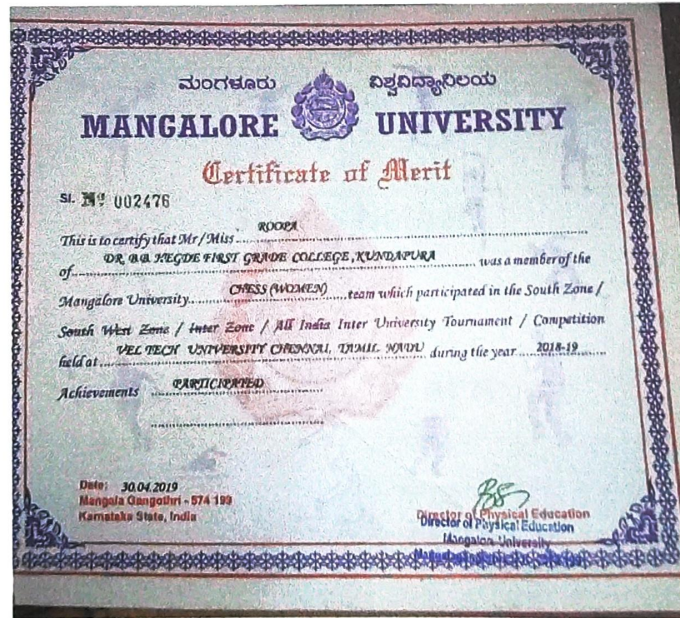 ಮಂಗಳೂರು ವಿಶ್ವವಿದ್ಯಾನಿಲಯ
MANGALORE UNIVERSITY
Certificate of Merit
Sl. No 002476
This is to certify that Mr/Miss ROOPA
of DR. B.B. HEGDE FIRST GRADE COLLEGE, KUNDAPURA was a member of the
Mangalore University CHESS (WOMEN) team which participated in the South Zone /
South West Zone / Inter Zone / All India Inter University Tournament / Competition
held at VEL TECH UNIVERSITY CHENNAI, TAMIL NADU during the year 2018-19
Achievements PARTICIPATED
Date: 30.04.2019
Mangala Gangothri - 574 199
Karnataka State, India
Director of Physical Education
Director of Physical Education
Mangalore University